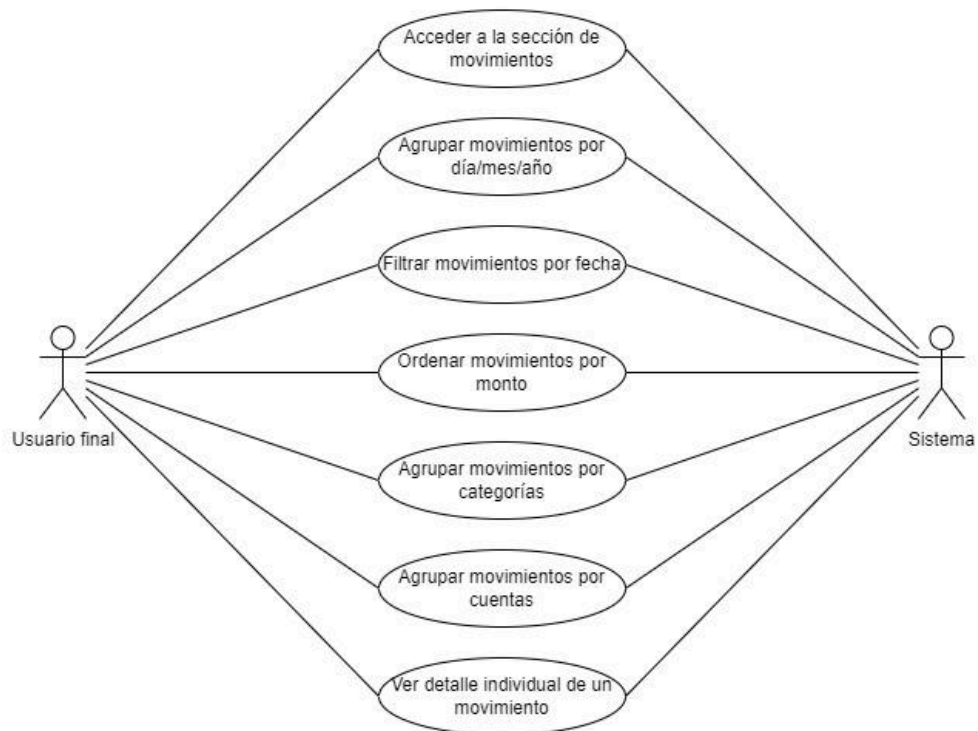 Acceder a la sección de
movimientos
Agrupar movimientos por
día/mes/año
Filtrar movimientos por fecha
Ordenar movimientos por
monto
Usuario final
Sistema
Agrupar movimientos por
categorías
Agrupar movimientos por
cuentas
Ver detalle individual de un
movimiento